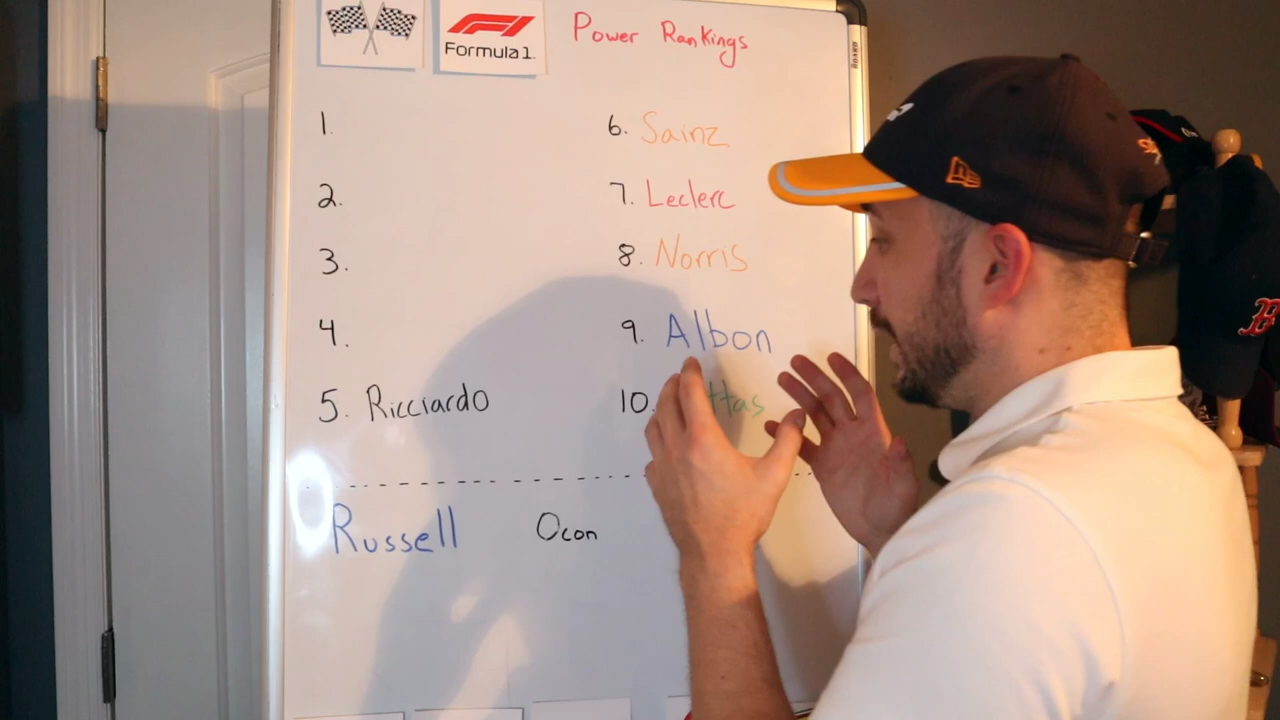 F1
Formula 1
Power Rankings
1.
2.
3.
4.
5. Ricciardo
6. Sainz
7. Leclerc
8. Norris
9. Albon
10.
Russell
Ocon
B